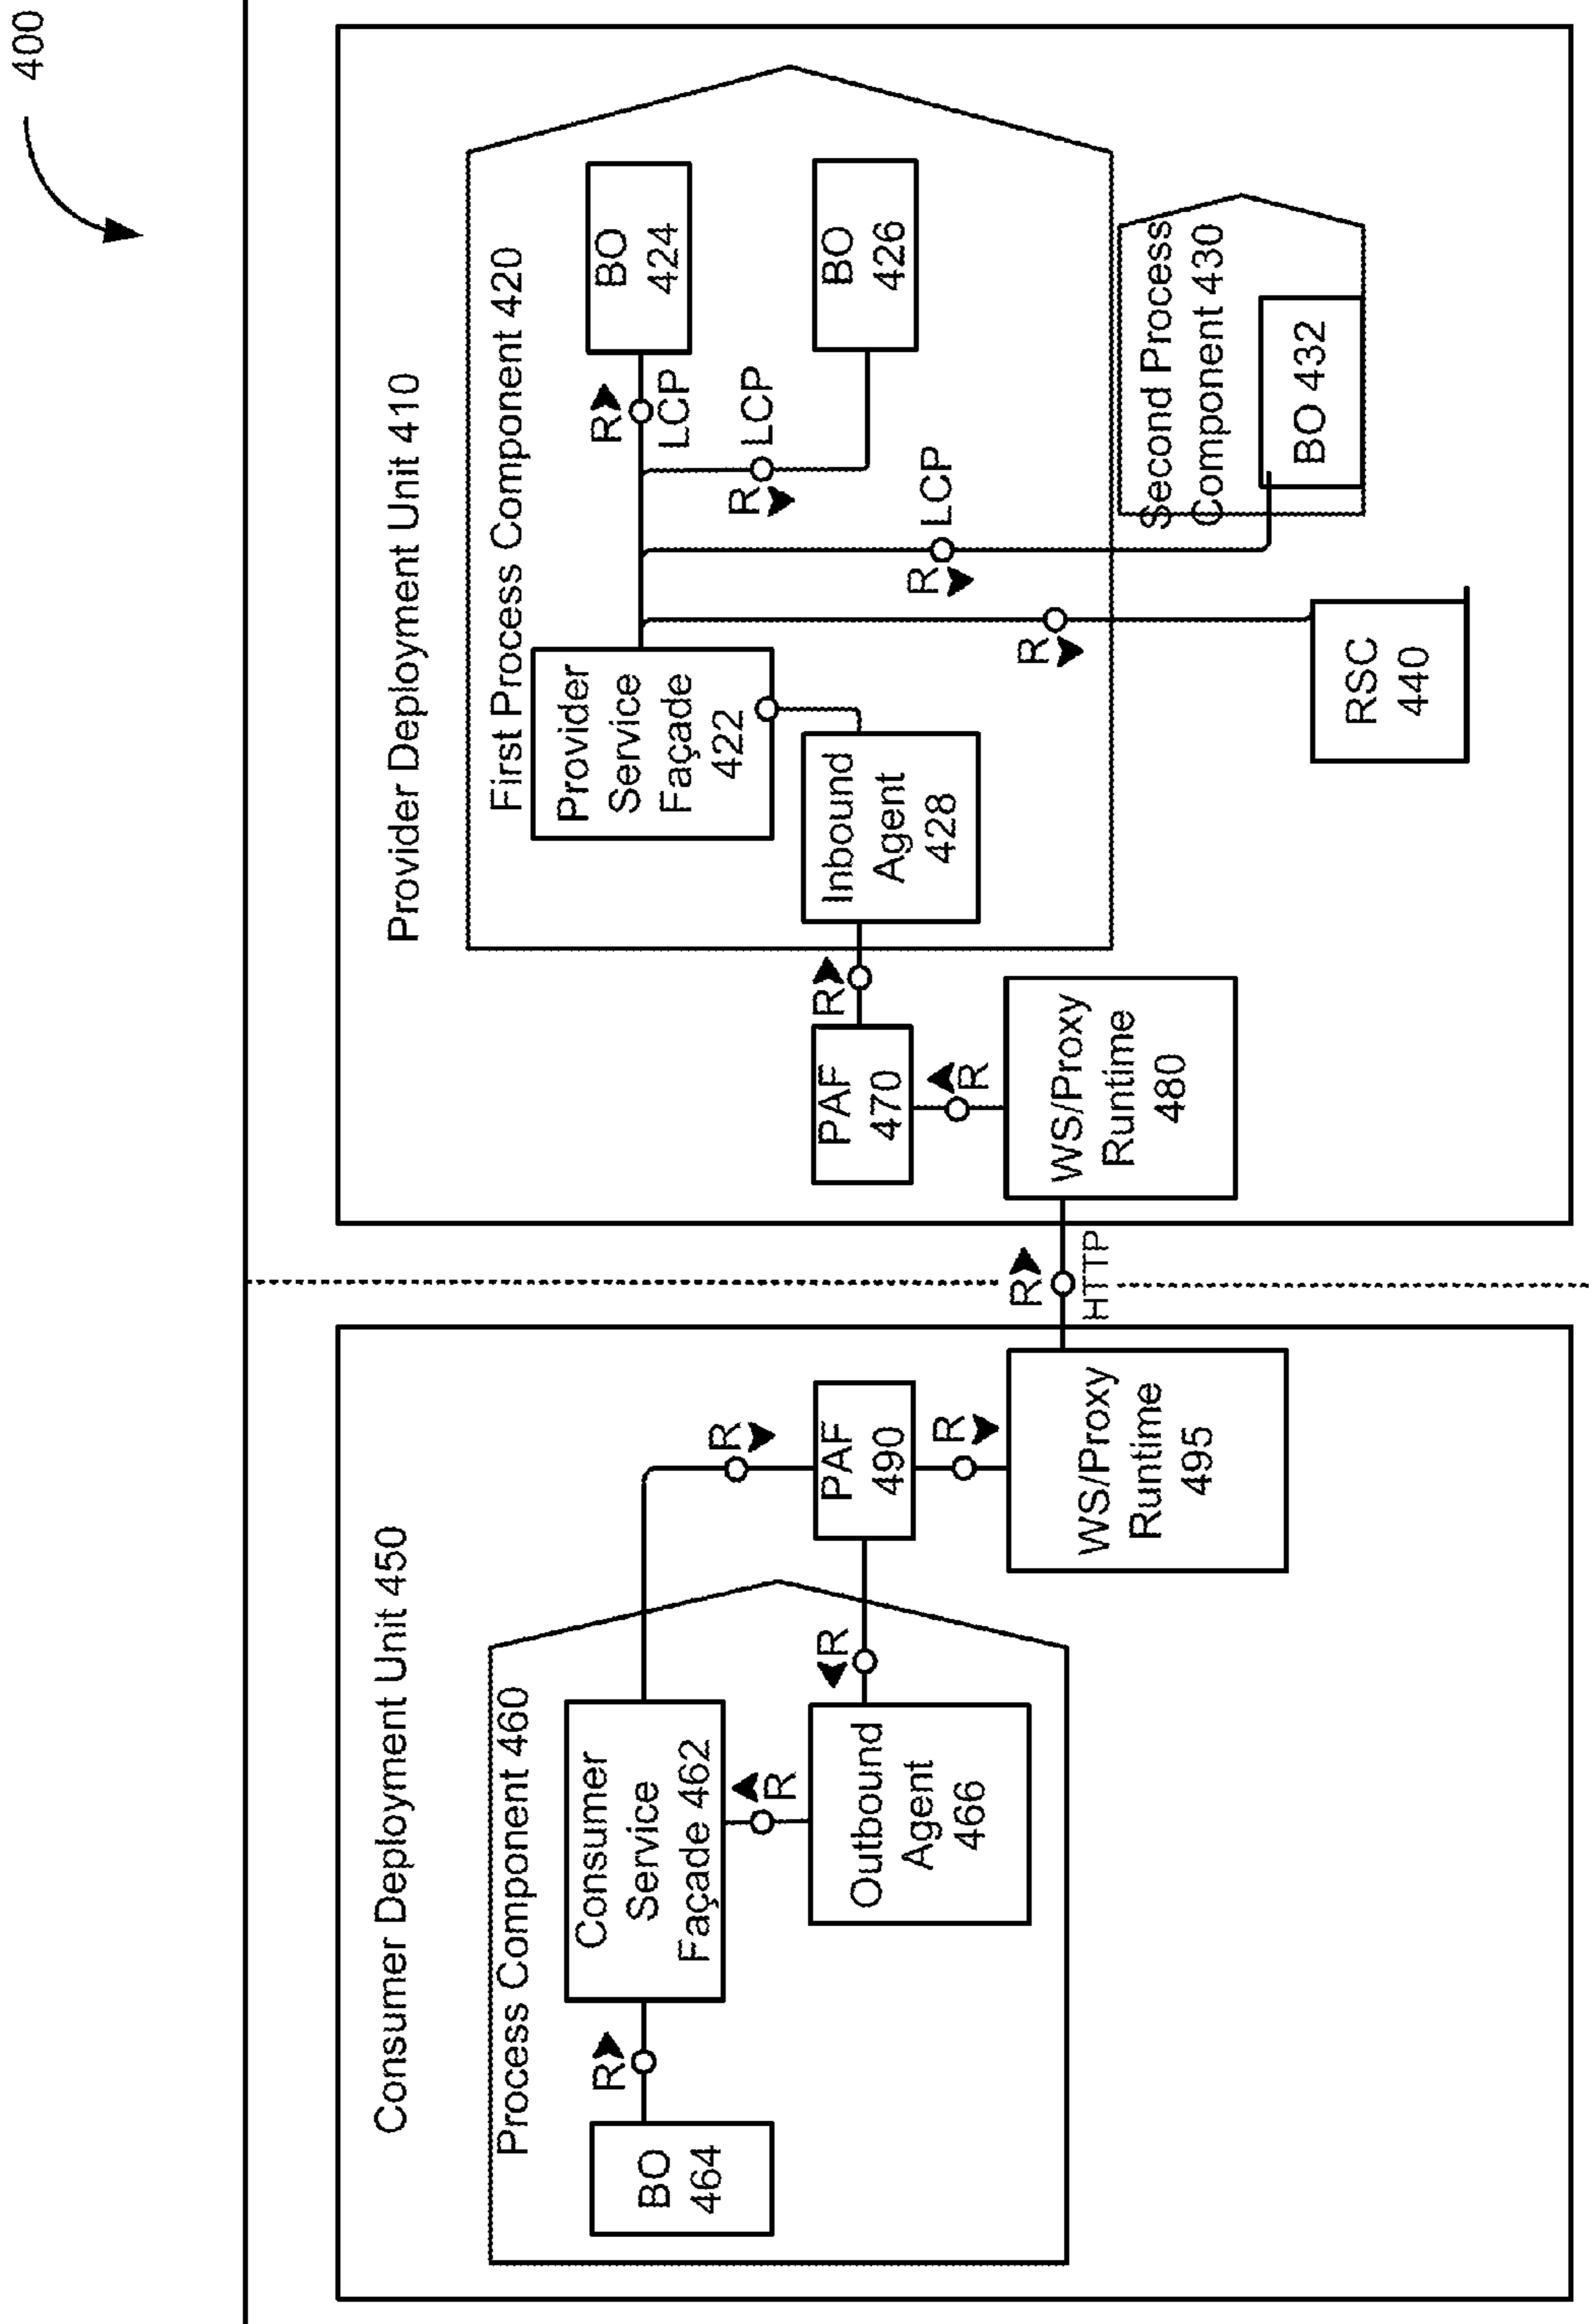 400
Consumer Deployment Unit 450
Process Component 460
BO
464
R
Consumer
Service
Façade 462
R
Outbound
Agent
466
R
R
PAF
490
R
WS/Proxy
Runtime
495
R
HTTP
Provider Deployment Unit 410
First Process Component 420
Provider
Service
Façade
422
R
LCP
BO
424
R
LCP
BO
426
R
LCP
R
Inbound
Agent
428
R
PAF
470
R
WS/Proxy
Runtime
480
Second Process
Component 430
BO 432
RSC
440